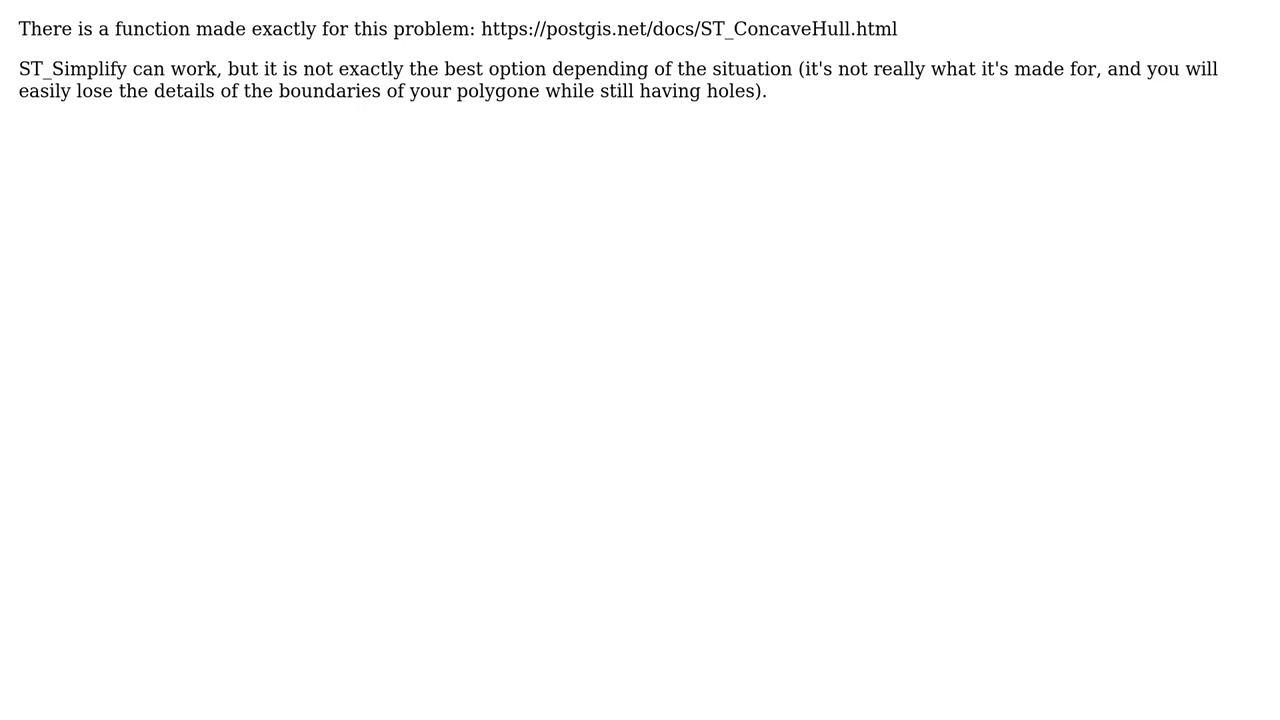 There is a function made exactly for this problem: https://postgis.net/docs/ST_ConcaveHull.html
ST_Simplify can work, but it is not exactly the best option depending of the situation (it's not really what it's made for, and you will
easily lose the details of the boundaries of your polygone while still having holes).